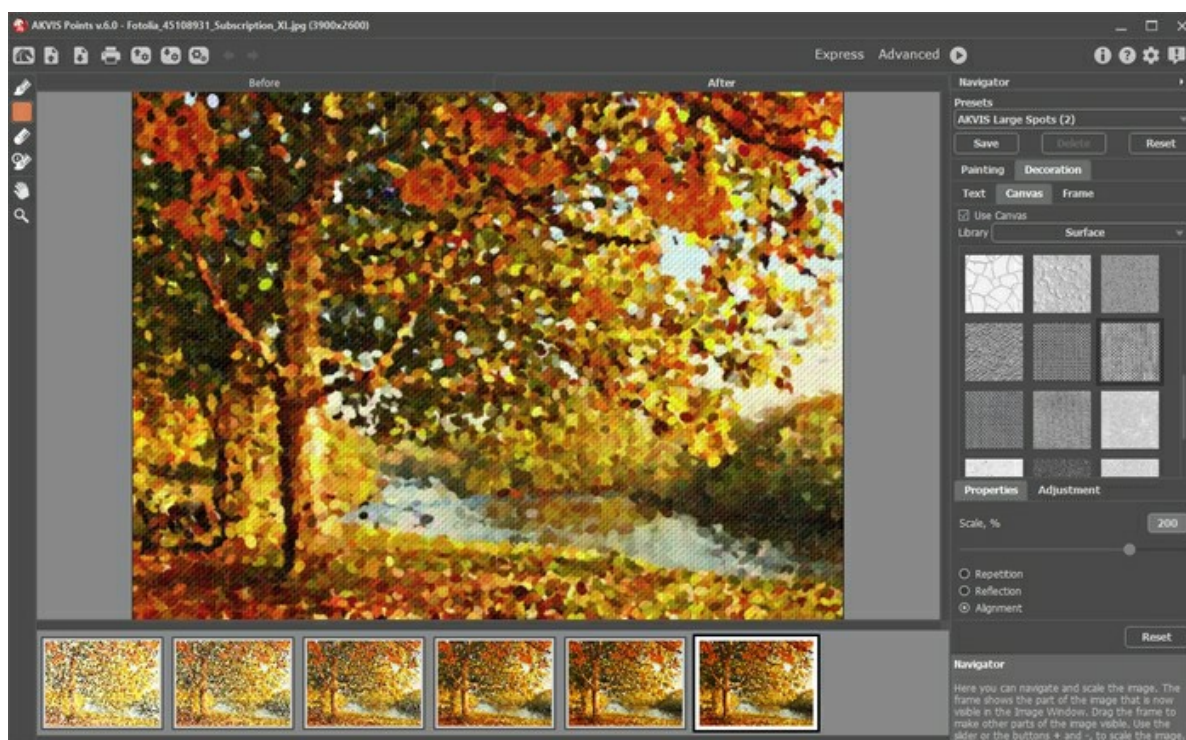 AKVIS Points v.6.0 - Fotolia_45108931_Subscription_XL.jpg (3900x2600)
Express Advanced
Before After
Navigator
Presets
AKVIS Large Spots (2)
Save Delete Reset
Painting Decoration
Text Canvas Frame
Use Canvas
Library Surface
Properties Adjustment
Scale, % 200
Repetition
Reflection
Alignment
Reset
Navigator
Here you can navigate and scale the image. The
frame shows the part of the image that is now
visible in the Image Window. Drag the frame to
make other parts of the image visible. Use the
slider or the buttons + and -, to scale the image.